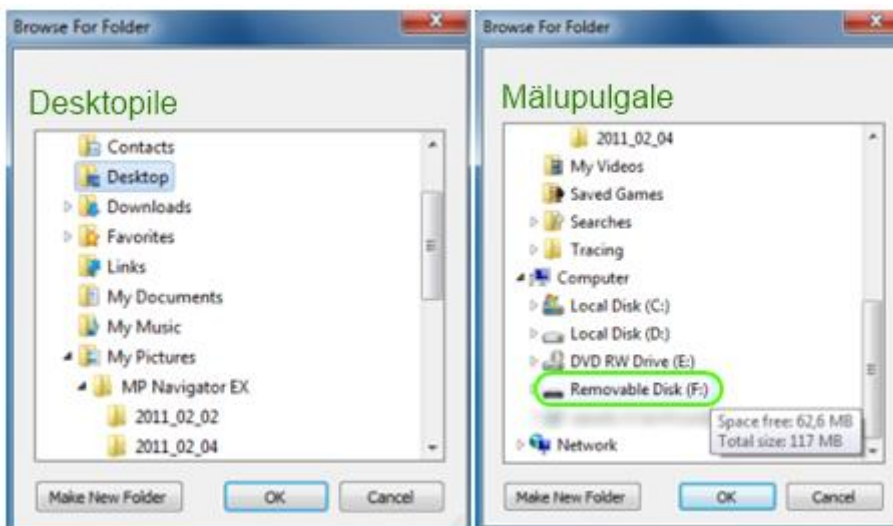 Browse For Folder
Desktopile
Contacts
Desktop
Downloads
Favorites
Links
My Documents
My Music
My Pictures
MP Navigator EX
2011_02_02
2011_02_04
Make New Folder
OK
Cancel
Browse For Folder
Mälupulgale
2011_02_04
My Videos
Saved Games
Searches
Tracing
Computer
Local Disk (C:)
Local Disk (D:)
DVD RW Drive (E:)
Removable Disk (F:)
Space free: 62,6 MB
Total size: 117 MB
Network
Make New Folder
OK
Cancel